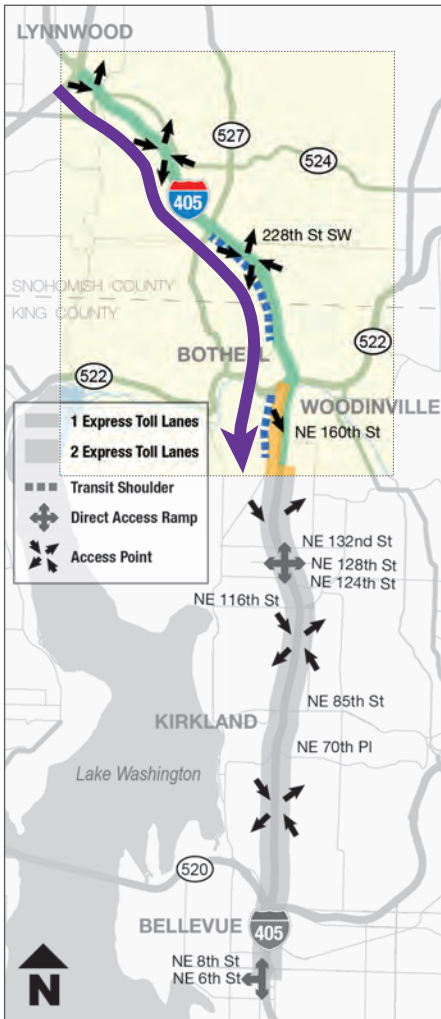 LYNNWOOD
527
524
405
228th St SW
SNOHOMISH COUNTY
KING COUNTY
BOTHELL
522
522
WOODINVILLE
NE 160th St
1 Express Toll Lanes
2 Express Toll Lanes
Transit Shoulder
Direct Access Ramp
Access Point
NE 132nd St
NE 128th St
NE 124th St
NE 116th St
NE 85th St
KIRKLAND
NE 70th Pl
Lake Washington
520
BELLEVUE
405
NE 8th St
NE 6th St
N